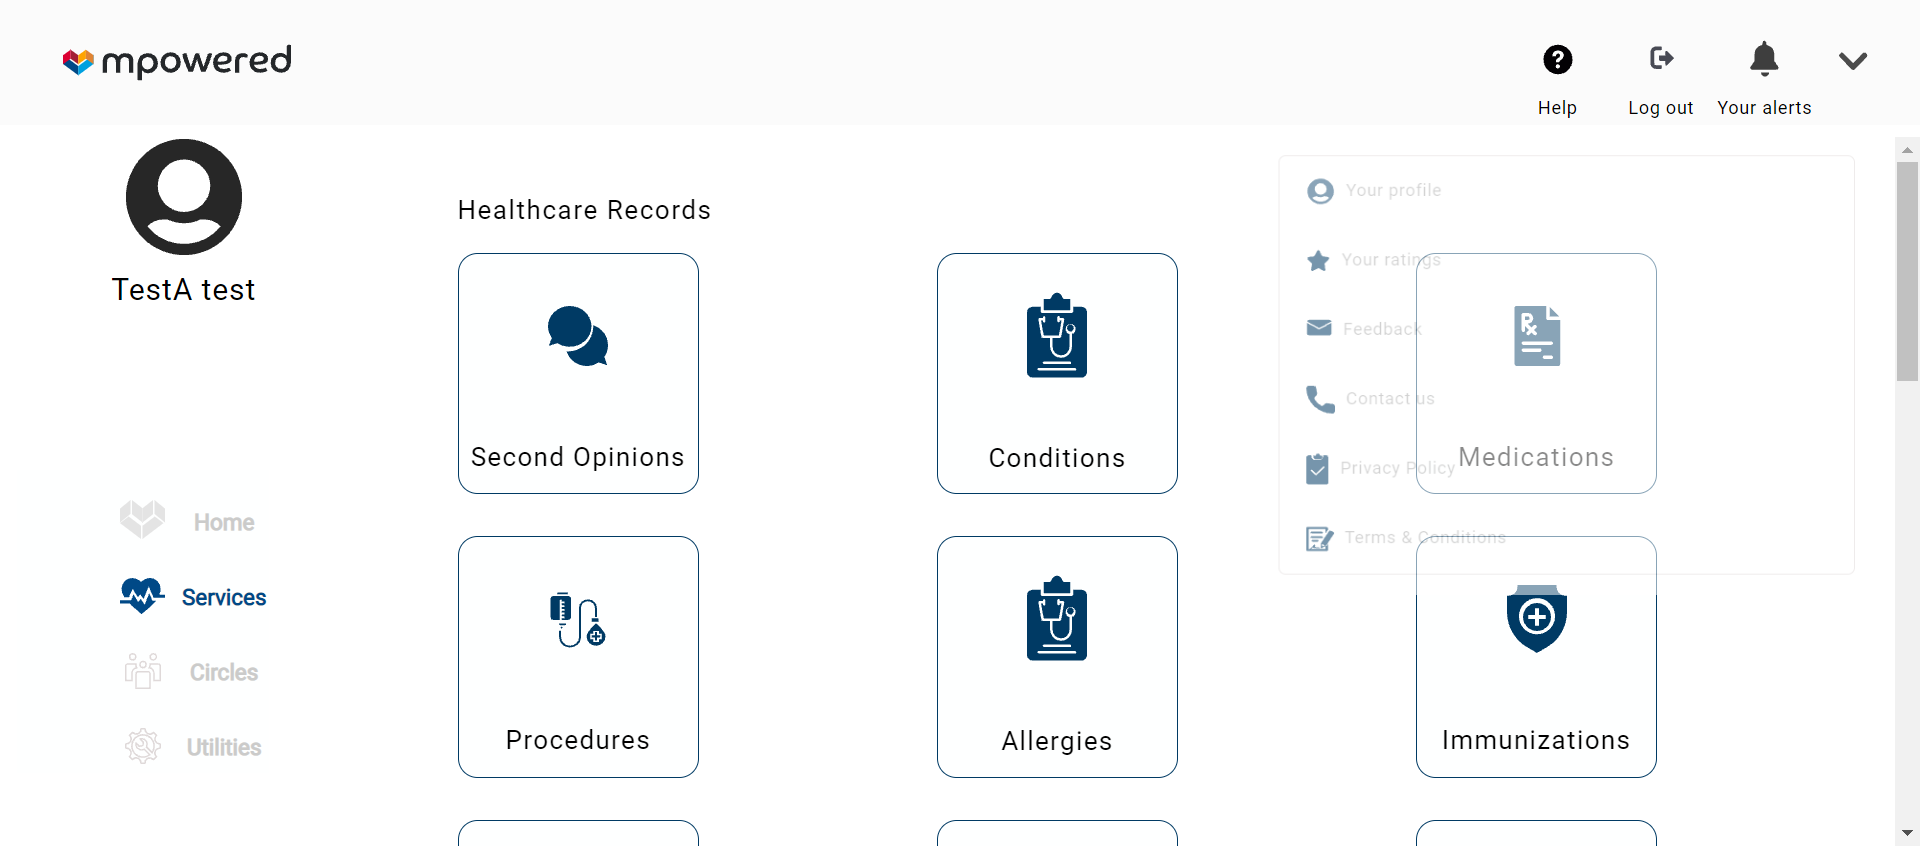 mpowered
Help
Log out
Your alerts
TestA test
Home
Services
Circles
Utilities
Healthcare Records
Second Opinions
Conditions
Medications
Procedures
Allergies
Immunizations
Your profile
Your ratings
Feedback
Contact us
Privacy Policy
Terms & Conditions